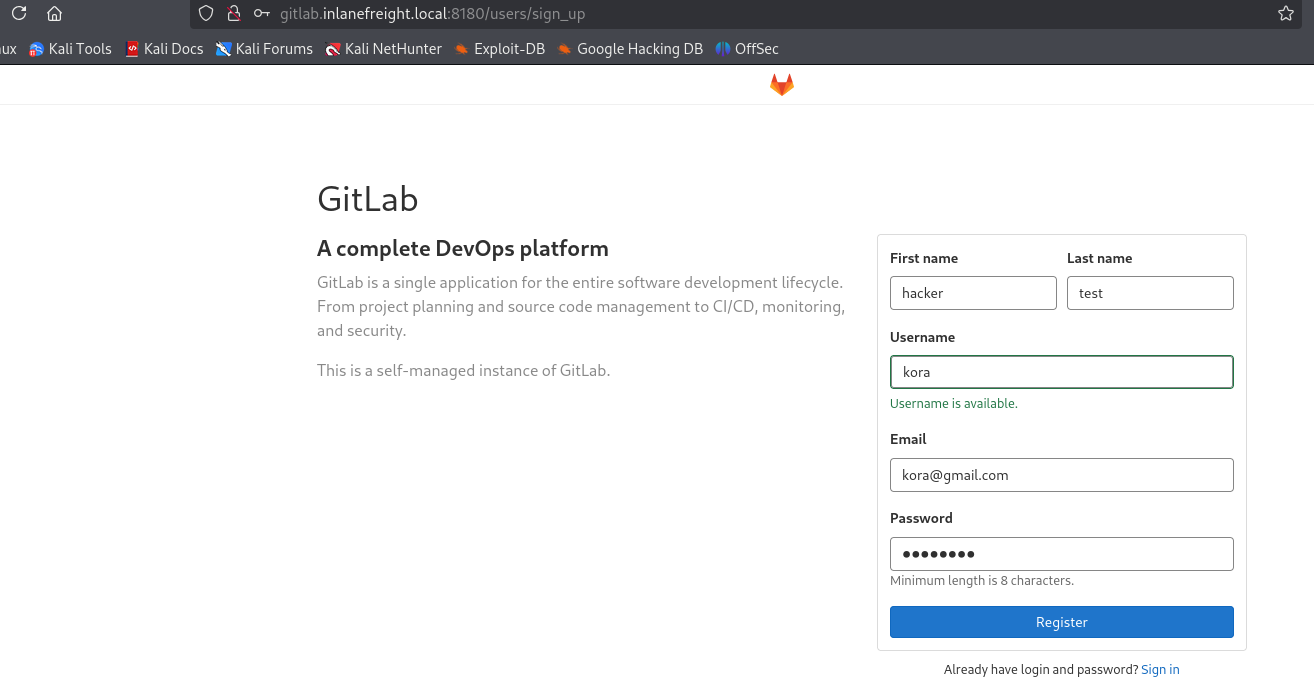 gitlab.inlanefreight.local:8180/users/sign_up
ux Kali Tools Kali Docs Kali Forums Kali NetHunter Exploit-DB Google Hacking DB OffSec
GitLab
A complete DevOps platform
GitLab is a single application for the entire software development lifecycle.
From project planning and source code management to CI/CD, monitoring,
and security.
This is a self-managed instance of GitLab.
First name Last name
hacker test
Username
kora
Username is available.
Email
kora@gmail.com
Password
●●●●●●●●
Minimum length is 8 characters.
Register
Already have login and password? Sign in